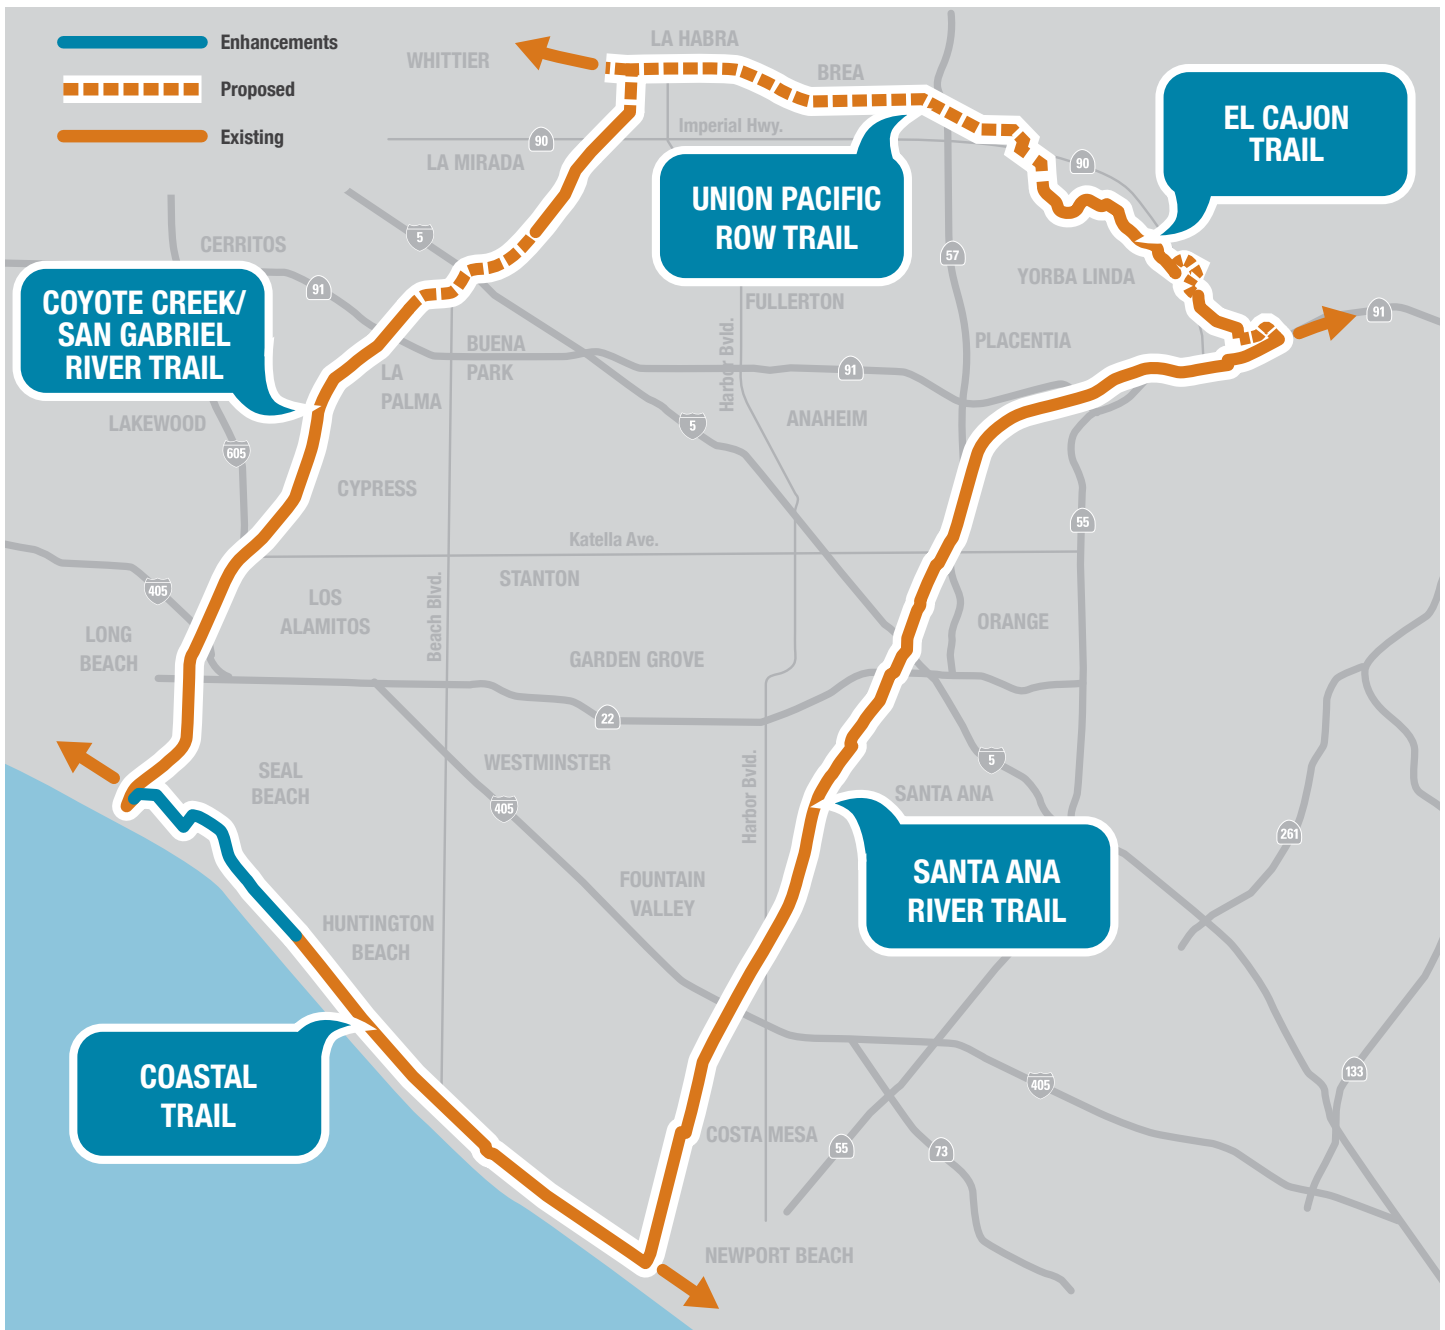 Enhancements
Proposed
Existing
WHITTIER
LA HABRA
BREA
Imperial Hwy.
90
LA MIRADA
90
EL CAJON
TRAIL
UNION PACIFIC
ROW TRAIL
CERRITOS
5
91
57
YORBA LINDA
FULLERTON
91
COYOTE CREEK/
SAN GABRIEL
RIVER TRAIL
BUENA
PARK
Harbor Bvld.
PLACENTIA
LA
PALMA
91
LAKEWOOD
ANAHEIM
5
605
CYPRESS
55
Katella Ave.
STANTON
405
LOS
ALAMITOS
Beach Blvd.
ORANGE
LONG
BEACH
GARDEN GROVE
22
SEAL
BEACH
WESTMINSTER
405
Harbor Bvld.
5
SANTA ANA
261
SANTA ANA
RIVER TRAIL
FOUNTAIN
VALLEY
HUNTINGTON
BEACH
COASTAL
TRAIL
405
133
COSTA MESA
55
73
NEWPORT BEACH